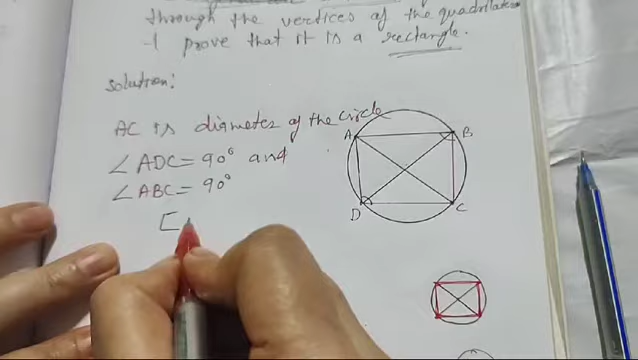 through the vertices of the quadrilateral
prove that it is a rectangle.
Solution:
AC is diameter of the circle
∠ADC = 90° and
∠ABC = 90°
[
A
B
D
C